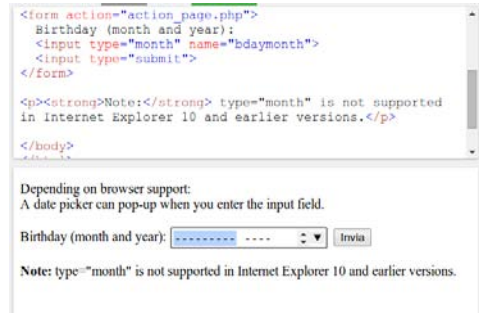 <form action="action_page.php">
Birthday (month and year):
<input type="month" name="bdaymonth">
<input type="submit">
</form>
<p><strong>Note:</strong> type="month" is not supported
in Internet Explorer 10 and earlier versions.</p>
</body>
Depending on browser support:
A date picker can pop-up when you enter the input field.
Birthday (month and year): --------- ---- Invia
Note: type="month" is not supported in Internet Explorer 10 and earlier versions.